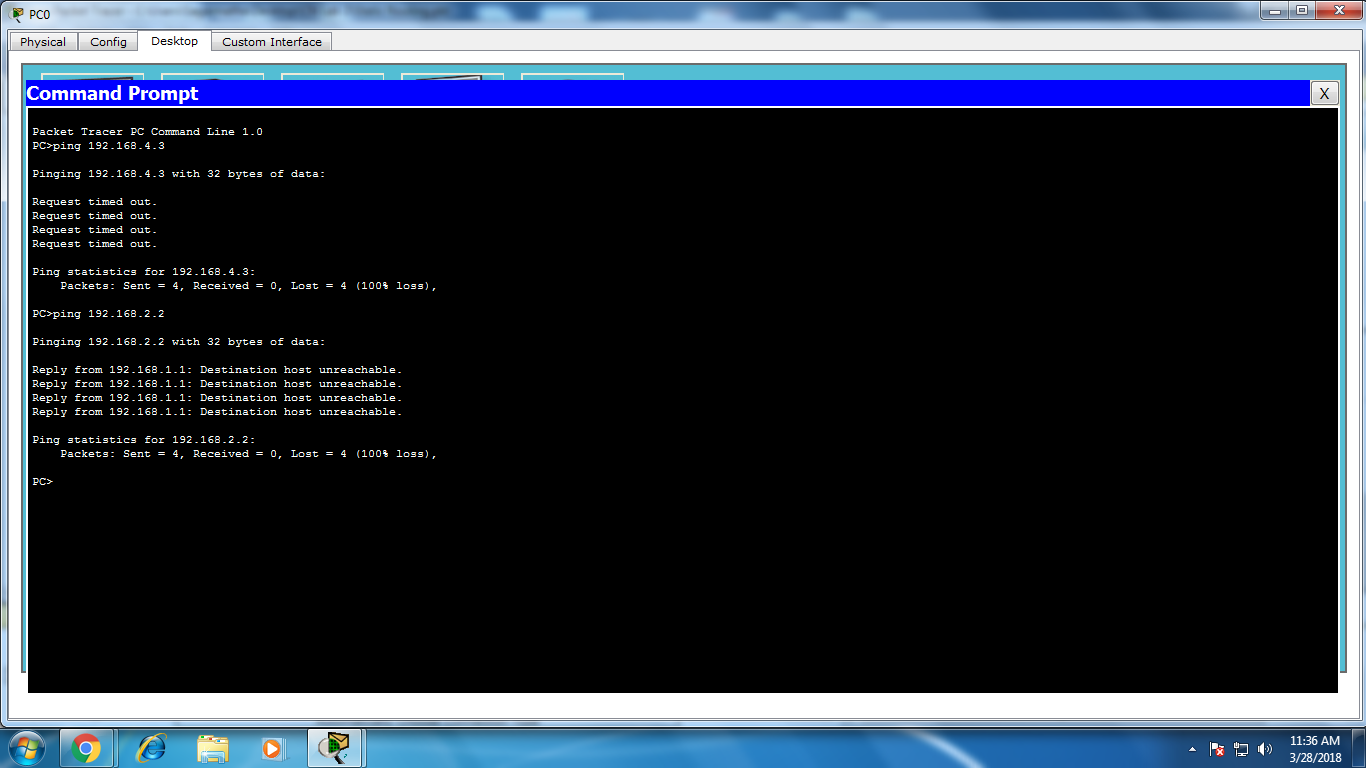 PC0
Physical
Config
Desktop
Custom Interface
Command Prompt
X
Packet Tracer PC Command Line 1.0
PC>ping 192.168.4.3
Pinging 192.168.4.3 with 32 bytes of data:
Request timed out.
Request timed out.
Request timed out.
Request timed out.
Ping statistics for 192.168.4.3:
Packets: Sent = 4, Received = 0, Lost = 4 (100% loss),
PC>ping 192.168.2.2
Pinging 192.168.2.2 with 32 bytes of data:
Reply from 192.168.1.1: Destination host unreachable.
Reply from 192.168.1.1: Destination host unreachable.
Reply from 192.168.1.1: Destination host unreachable.
Reply from 192.168.1.1: Destination host unreachable.
Ping statistics for 192.168.2.2:
Packets: Sent = 4, Received = 0, Lost = 4 (100% loss),
PC>
11:36 AM
3/28/2018